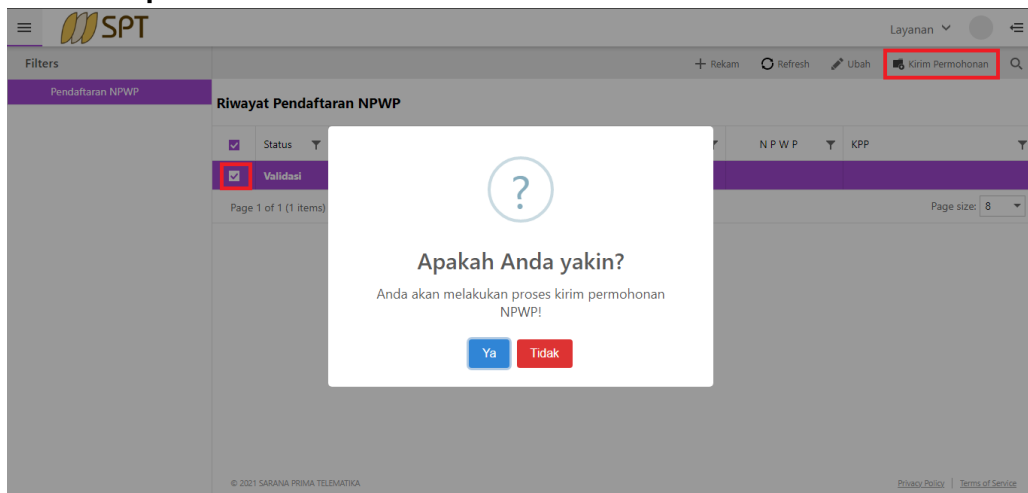 SPT
Layanan
Filters
Rekam
Refresh
Ubah
Kirim Permohonan
Pendaftaran NPWP
Riwayat Pendaftaran NPWP
Status
N P W P
KPP
Validasi
Page 1 of 1 (1 items)
Page size: 8
?
Apakah Anda yakin?
Anda akan melakukan proses kirim permohonan
NPWP!
Ya
Tidak
© 2021 SARANA PRIMA TELEMATIKA
Privacy Policy | Terms of Service